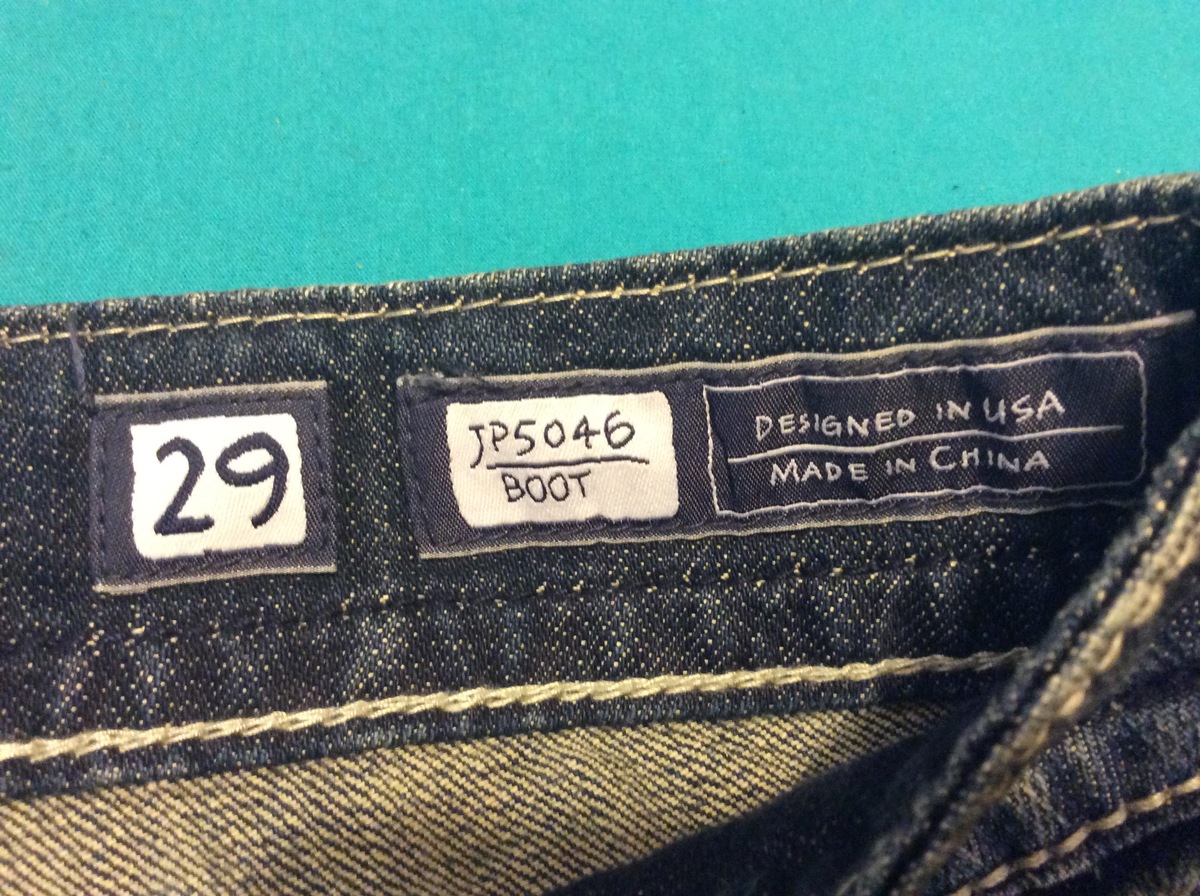 29
JP5046
BOOT
DESIGNED IN USA
MADE IN CHINA